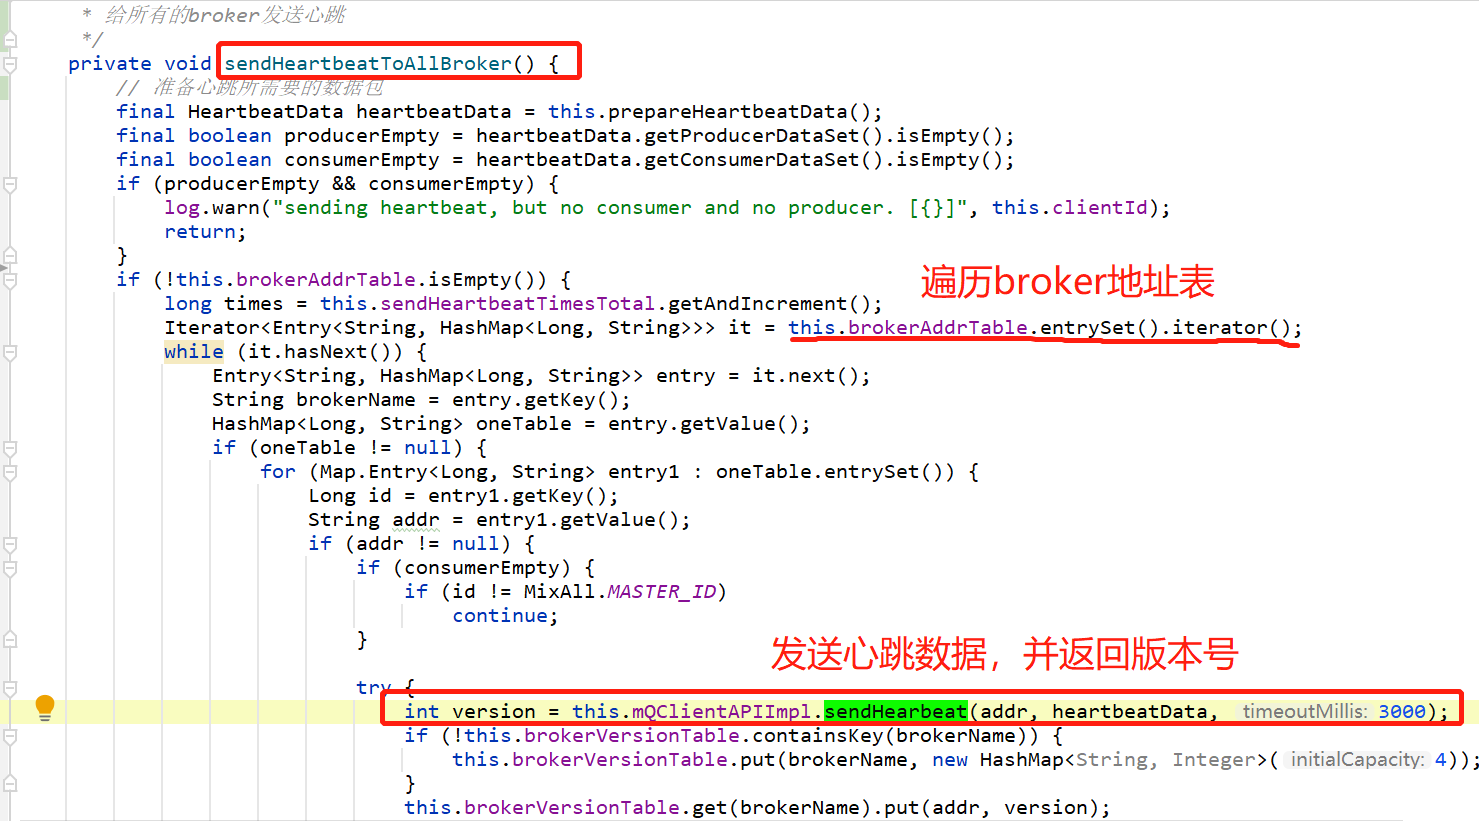 * 给所有的broker发送心跳
*/
private void sendHeartbeatToAllBroker() {
// 准备心跳所需要的数据包
final HeartbeatData heartbeatData = this.prepareHeartbeatData();
final boolean producerEmpty = heartbeatData.getProducerDataSet().isEmpty();
final boolean consumerEmpty = heartbeatData.getConsumerDataSet().isEmpty();
if (producerEmpty && consumerEmpty) {
log.warn("sending heartbeat, but no consumer and no producer. [{}]", this.clientId);
return;
}
if (!this.brokerAddrTable.isEmpty()) {
遍历broker地址表
long times = this.sendHeartbeatTimesTotal.getAndIncrement();
Iterator<Entry<String, HashMap<Long, String>>> it = this.brokerAddrTable.entrySet().iterator();
while (it.hasNext()) {
Entry<String, HashMap<Long, String>> entry = it.next();
String brokerName = entry.getKey();
HashMap<Long, String> oneTable = entry.getValue();
if (oneTable != null) {
for (Map.Entry<Long, String> entry1 : oneTable.entrySet()) {
Long id = entry1.getKey();
String addr = entry1.getValue();
if (addr != null) {
if (consumerEmpty) {
if (id != MixAll.MASTER_ID)
continue;
}
发送心跳数据，并返回版本号
try {
int version = this.mQClientAPIImpl.sendHearbeat(addr, heartbeatData, timeoutMillis: 3000);
if (!this.brokerVersionTable.containsKey(brokerName)) {
this.brokerVersionTable.put(brokerName, new HashMap<String, Integer>( initialCapacity: 4));
}
this.brokerVersionTable.get(brokerName).put(addr, version);